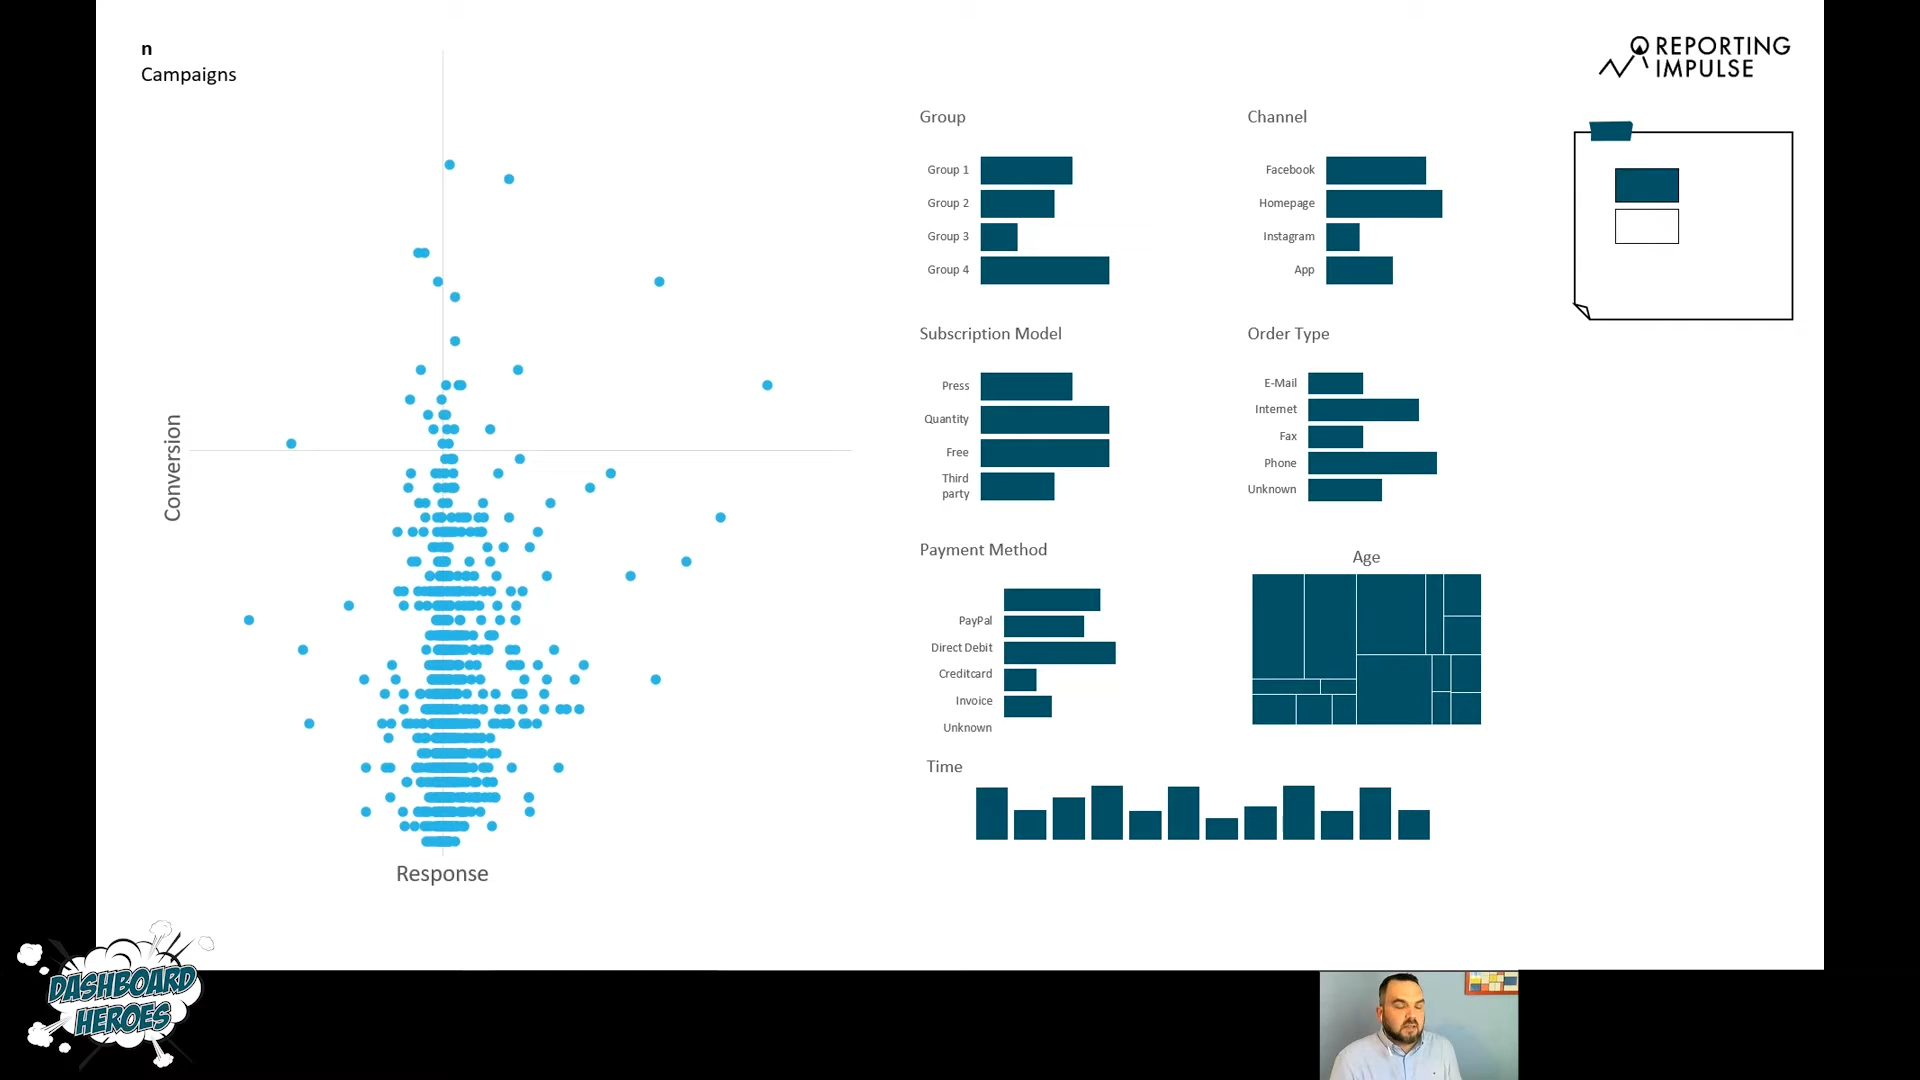 n
Campaigns
REPORTING
IMPULSE
Conversion
Response
Group
Group 1
Group 2
Group 3
Group 4
Channel
Facebook
Homepage
Instagram
App
Subscription Model
Press
Quantity
Free
Third
party
Order Type
E-Mail
Internet
Fax
Phone
Unknown
Payment Method
PayPal
Direct Debit
Creditcard
Invoice
Unknown
Age
Time
DASHBOARD
HEROES